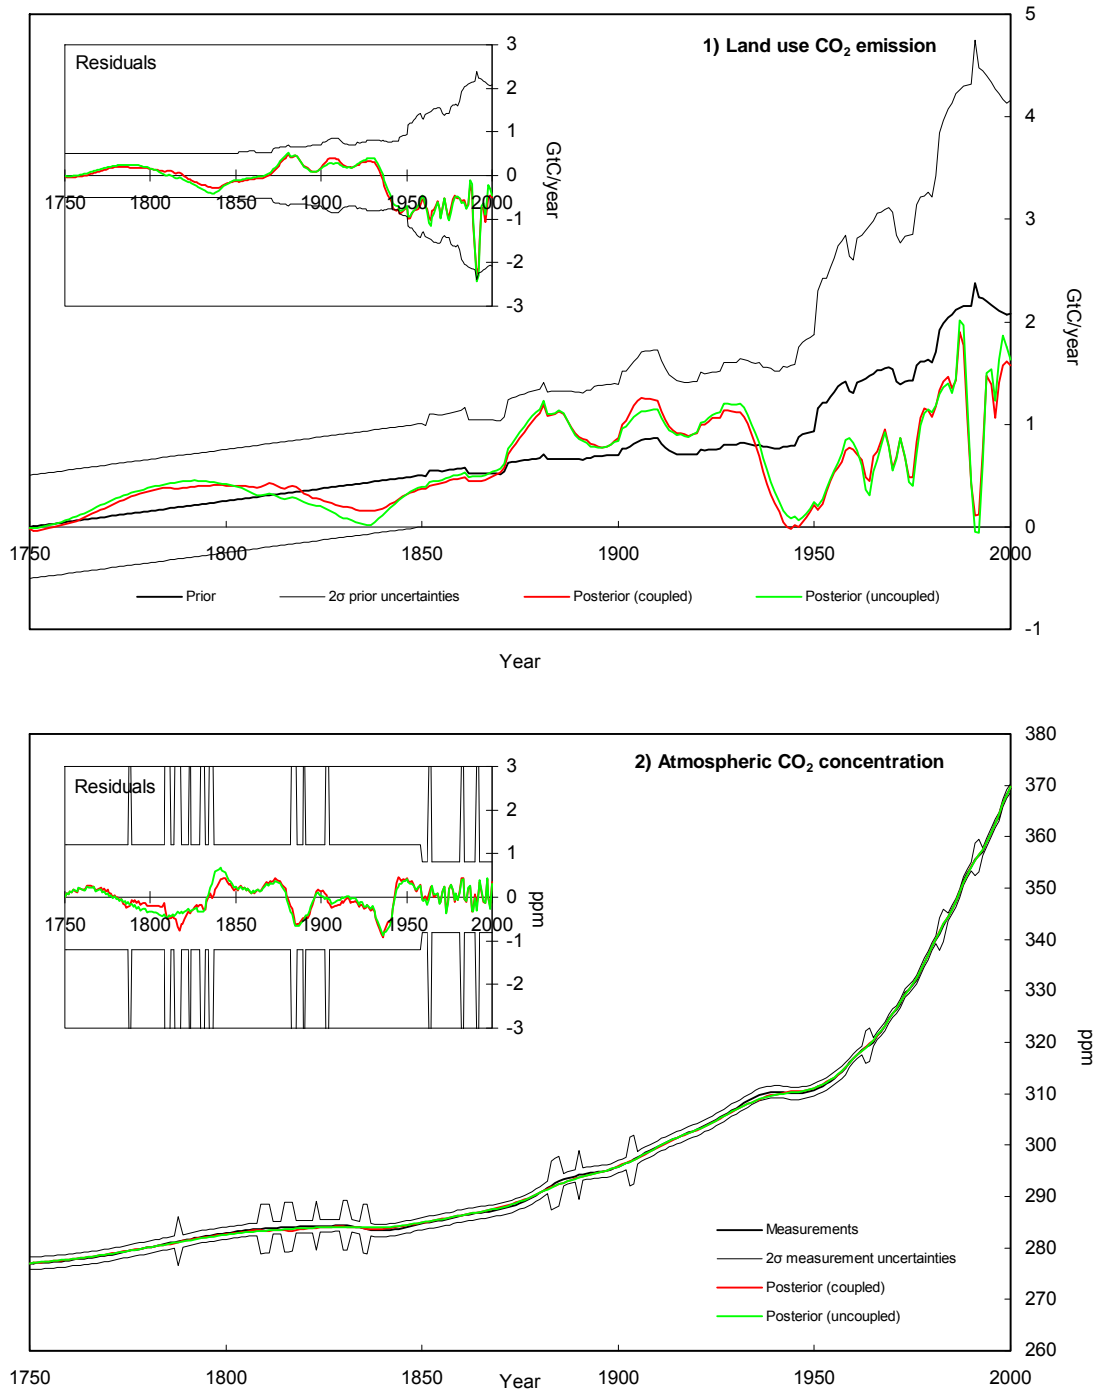 1) Land use CO₂ emission
Residuals
3
2
1
0
-1
-2
-3
GtC/year
1750 1800 1850 1900 1950 2000
5
4
3
2
1
0
-1
GtC/year
1750 1800 1850 1900 1950 2000
Prior 2σ prior uncertainties Posterior (coupled) Posterior (uncoupled)
Year
2) Atmospheric CO₂ concentration
Residuals
3
2
1
0
-1
-2
-3
ppm
1750 1800 1850 1900 1950 2000
380
370
360
350
340
330
320
310
300
290
280
270
260
ppm
Measurements
2σ measurement uncertainties
Posterior (coupled)
Posterior (uncoupled)
1750 1800 1850 1900 1950 2000
Year